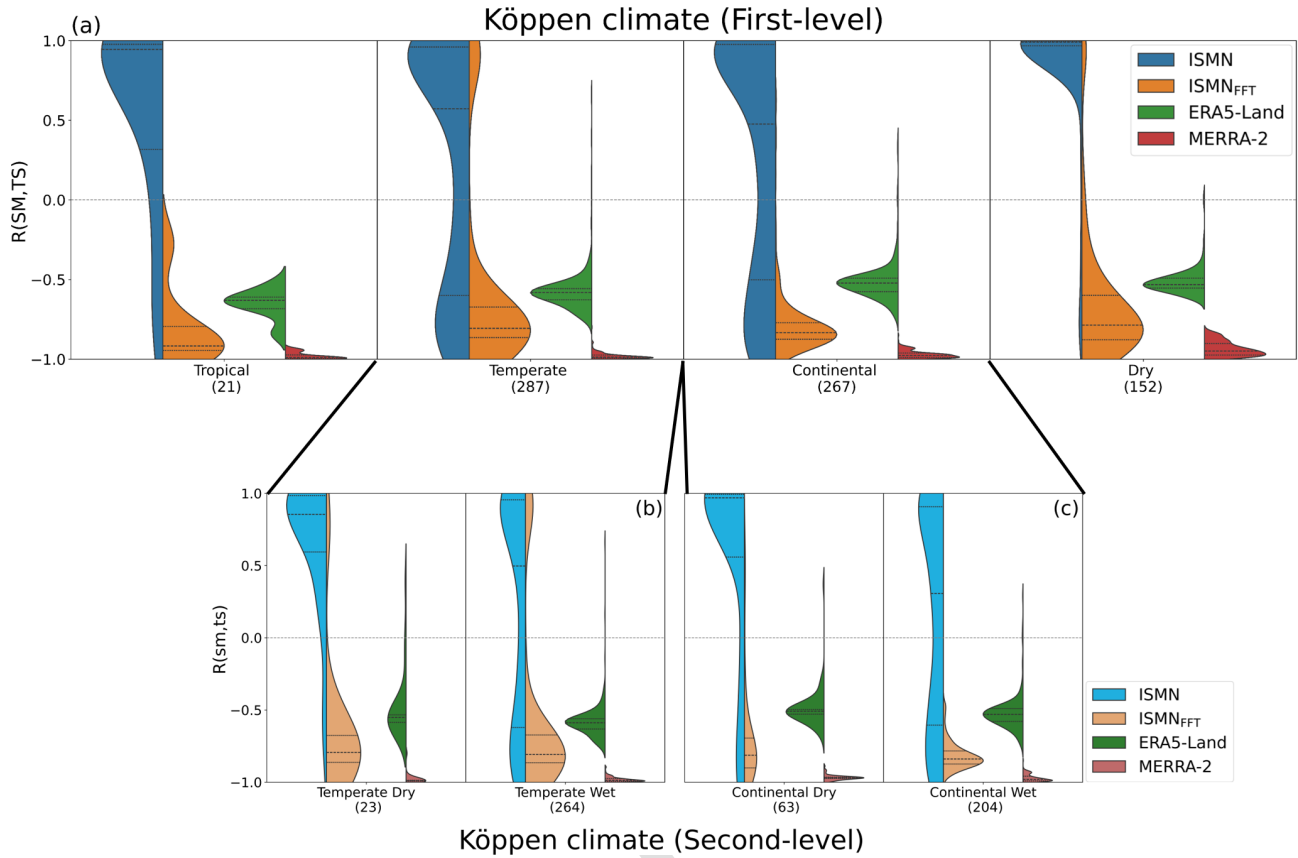 (a)
Köppen climate (First-level)
1.0
0.5
0.0
−0.5
−1.0
R(SM,TS)
ISMN
ISMN_FFT
ERA5-Land
MERRA-2
Tropical
(21)
Temperate
(287)
Continental
(267)
Dry
(152)
1.0
0.5
0.0
−0.5
−1.0
R(sm,ts)
(b)
(c)
ISMN
ISMN_FFT
ERA5-Land
MERRA-2
Temperate Dry
(23)
Temperate Wet
(264)
Continental Dry
(63)
Continental Wet
(204)
Köppen climate (Second-level)